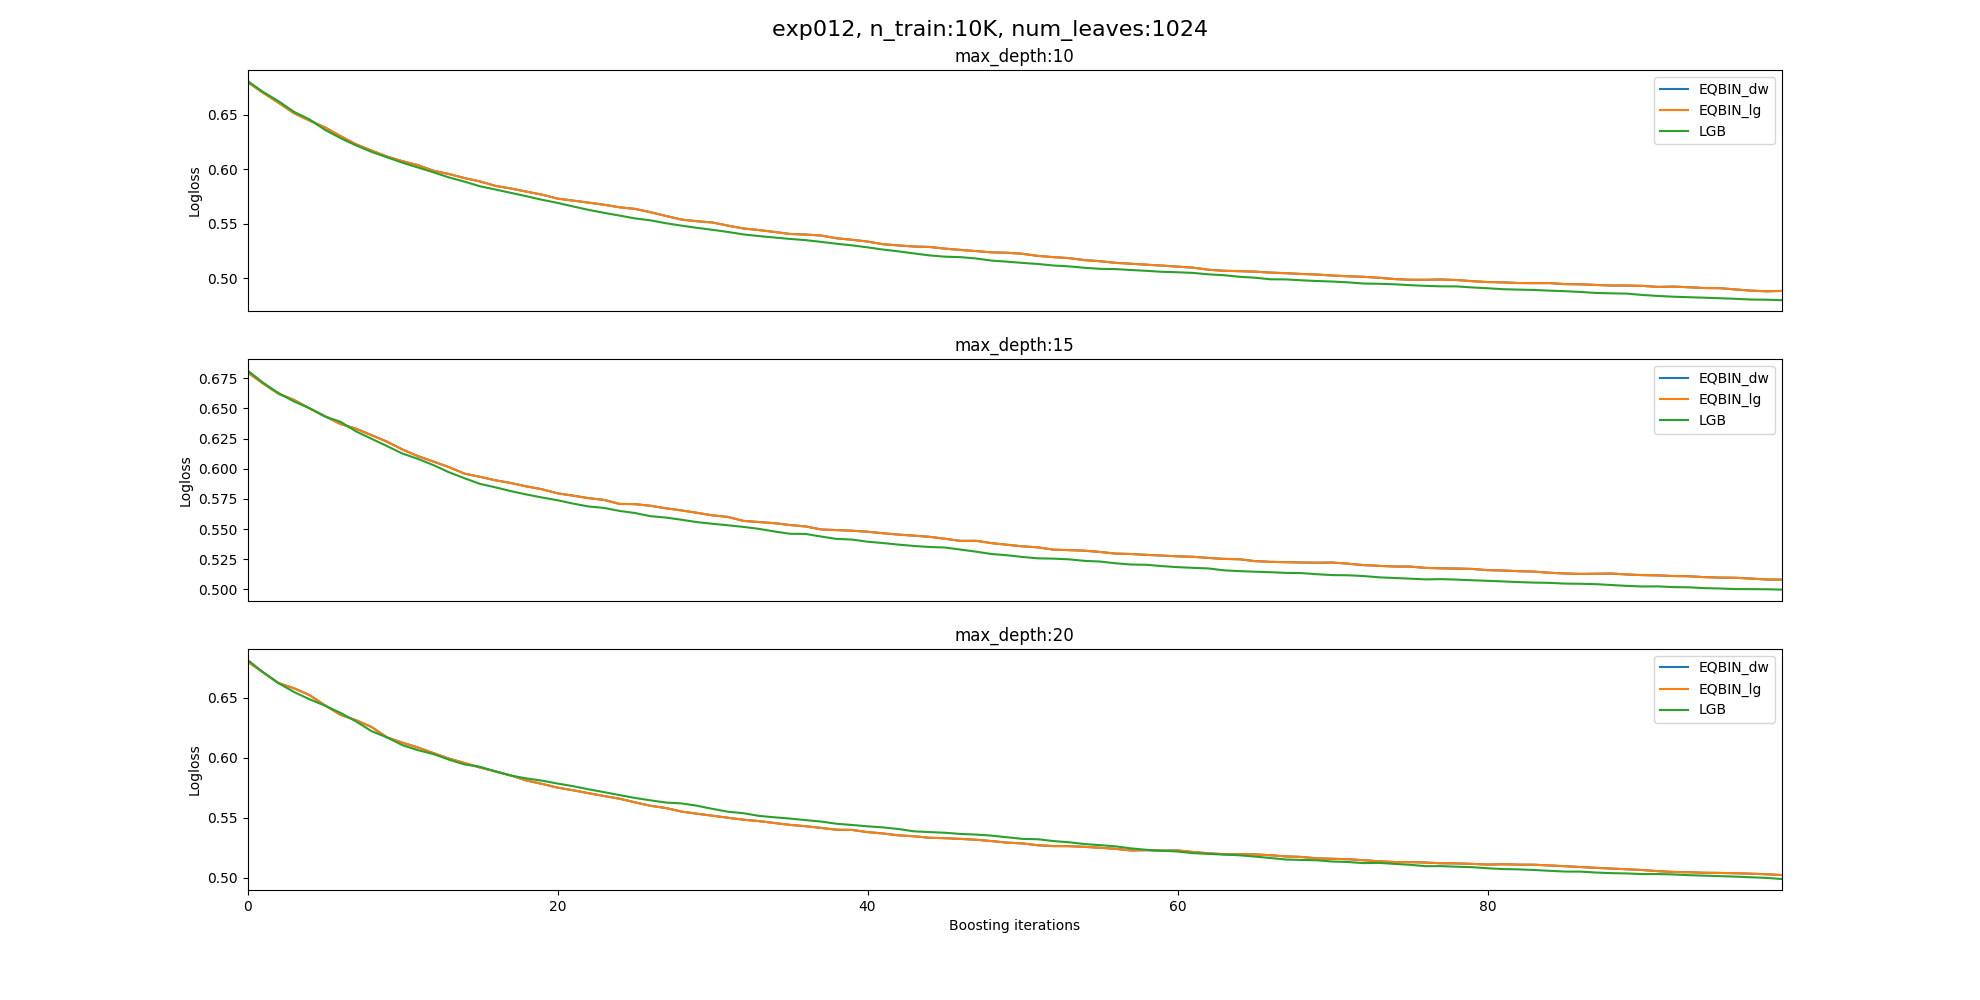 exp012, n_train:10K, num_leaves:1024
max_depth:10
0.65
0.60
0.55
0.50
Logloss
EQBIN_dw
EQBIN_lg
LGB
max_depth:15
0.675
0.650
0.625
0.600
0.575
0.550
0.525
0.500
Logloss
EQBIN_dw
EQBIN_lg
LGB
max_depth:20
0.65
0.60
0.55
0.50
Logloss
EQBIN_dw
EQBIN_lg
LGB
0 20 40 60 80
Boosting iterations